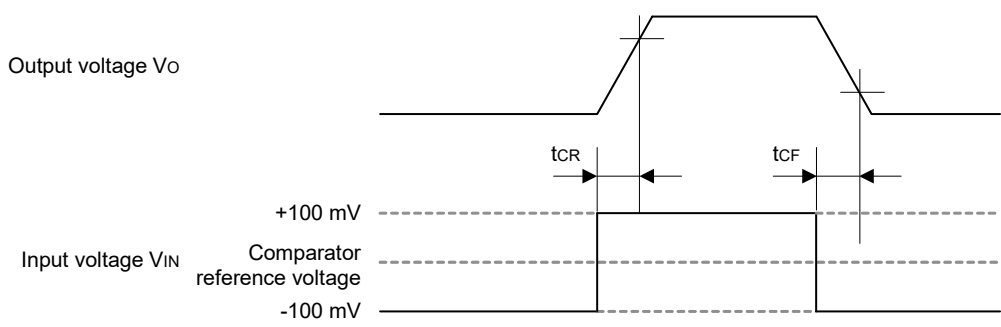 Output voltage VO
tCR
tCF
+100 mV
Input voltage VIN
Comparator
reference voltage
-100 mV